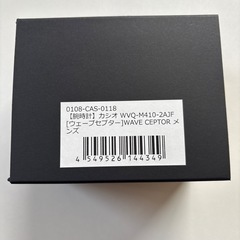 0108-CAS-0118
【腕時計】カシオ WVQ-M410-2AJF
[ウェーブセプター]WAVE CEPTOR メ
ンズ
4 549526 144349